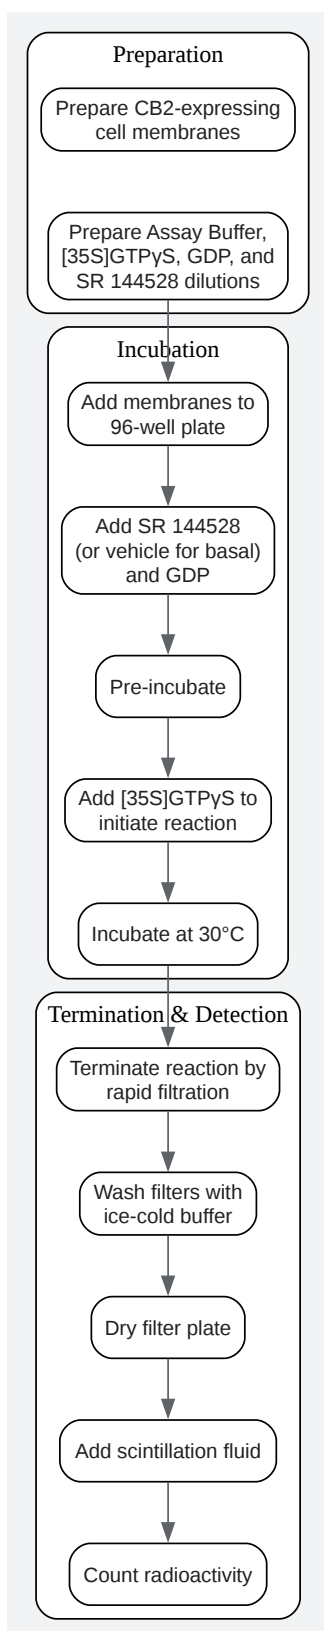 Preparation
Prepare CB2-expressing
cell membranes
Prepare Assay Buffer,
[35S]GTPγS, GDP, and
SR 144528 dilutions
Incubation
Add membranes to
96-well plate
Add SR 144528
(or vehicle for basal)
and GDP
Pre-incubate
Add [35S]GTPγS to
initiate reaction
Incubate at 30°C
Termination & Detection
Terminate reaction by
rapid filtration
Wash filters with
ice-cold buffer
Dry filter plate
Add scintillation fluid
Count radioactivity